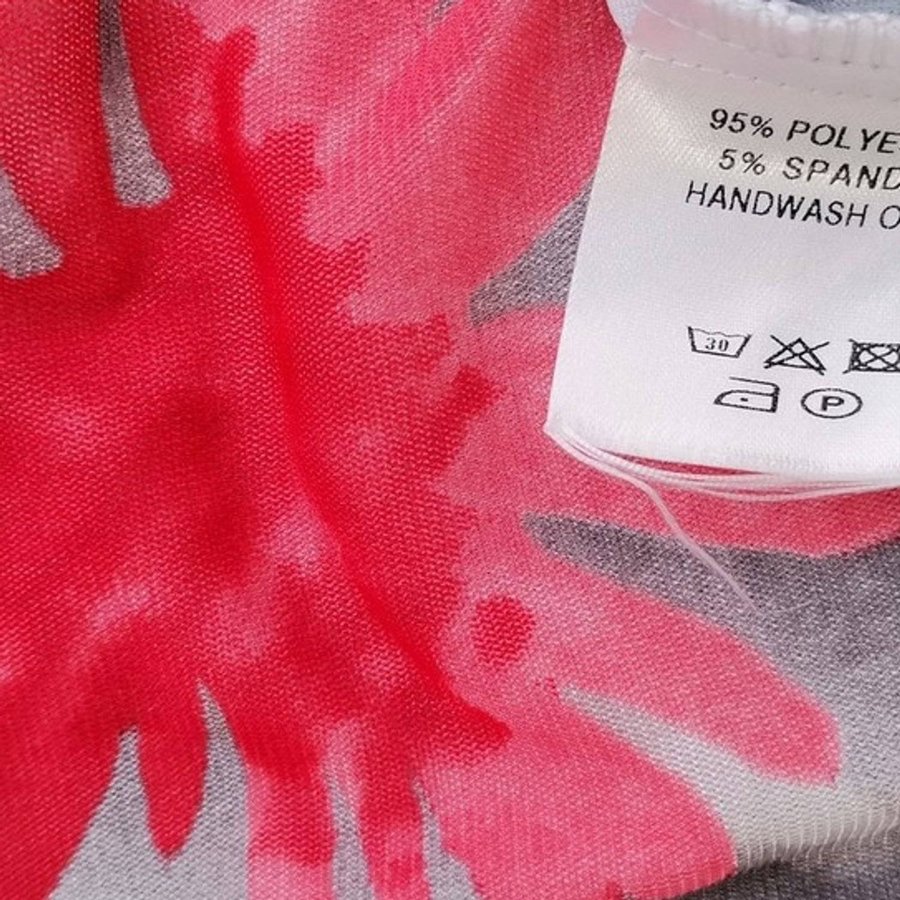 95% POLYE
5% SPAND
HANDWASH O
30
P